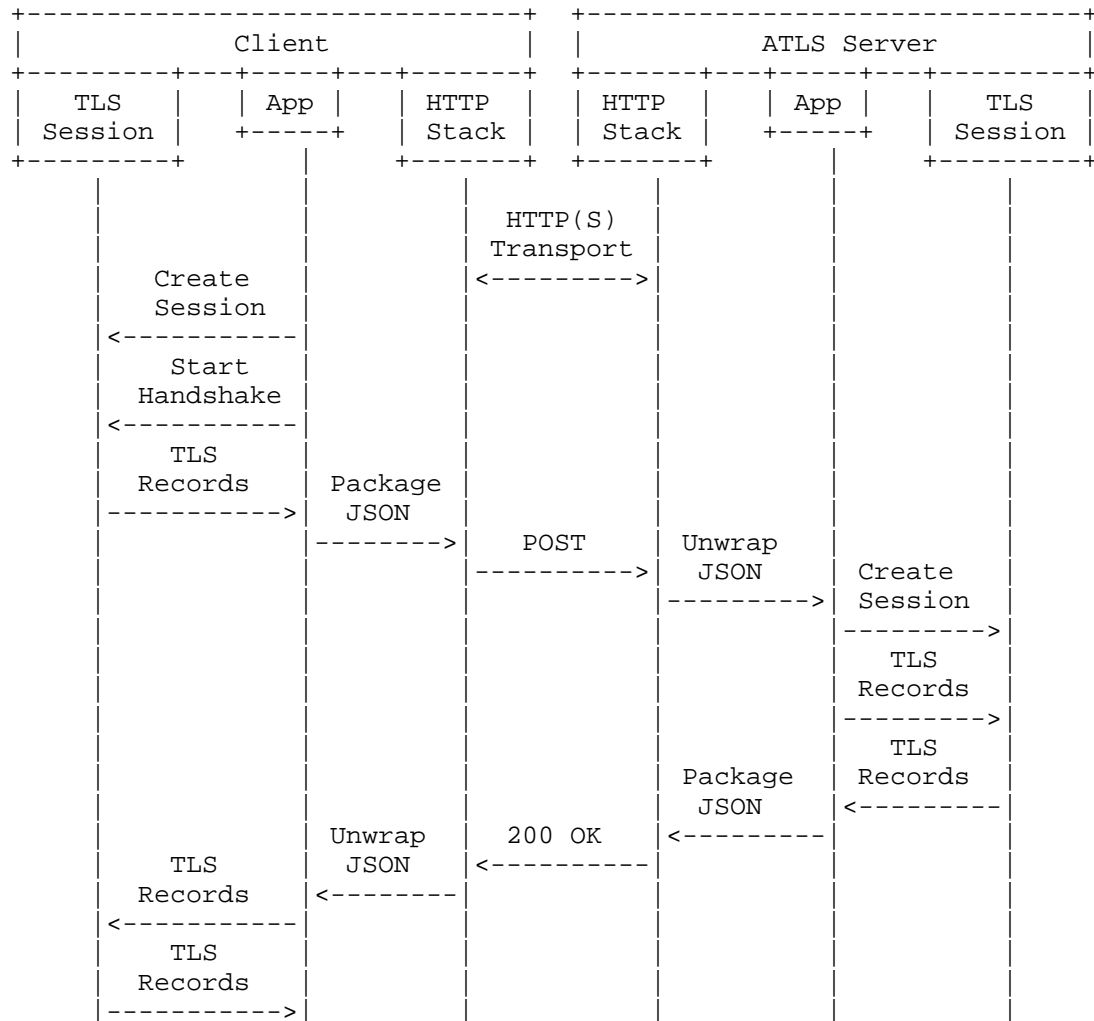 Client ATLS Server
TLS App HTTP HTTP App TLS
Session Stack Stack Session
HTTP(S)
Transport
Create
Session
Start
Handshake
TLS
Records Package
JSON
POST Unwrap
JSON Create
Session
TLS
Records
TLS
Package Records
JSON
Unwrap 200 OK
TLS JSON
Records
TLS
Records